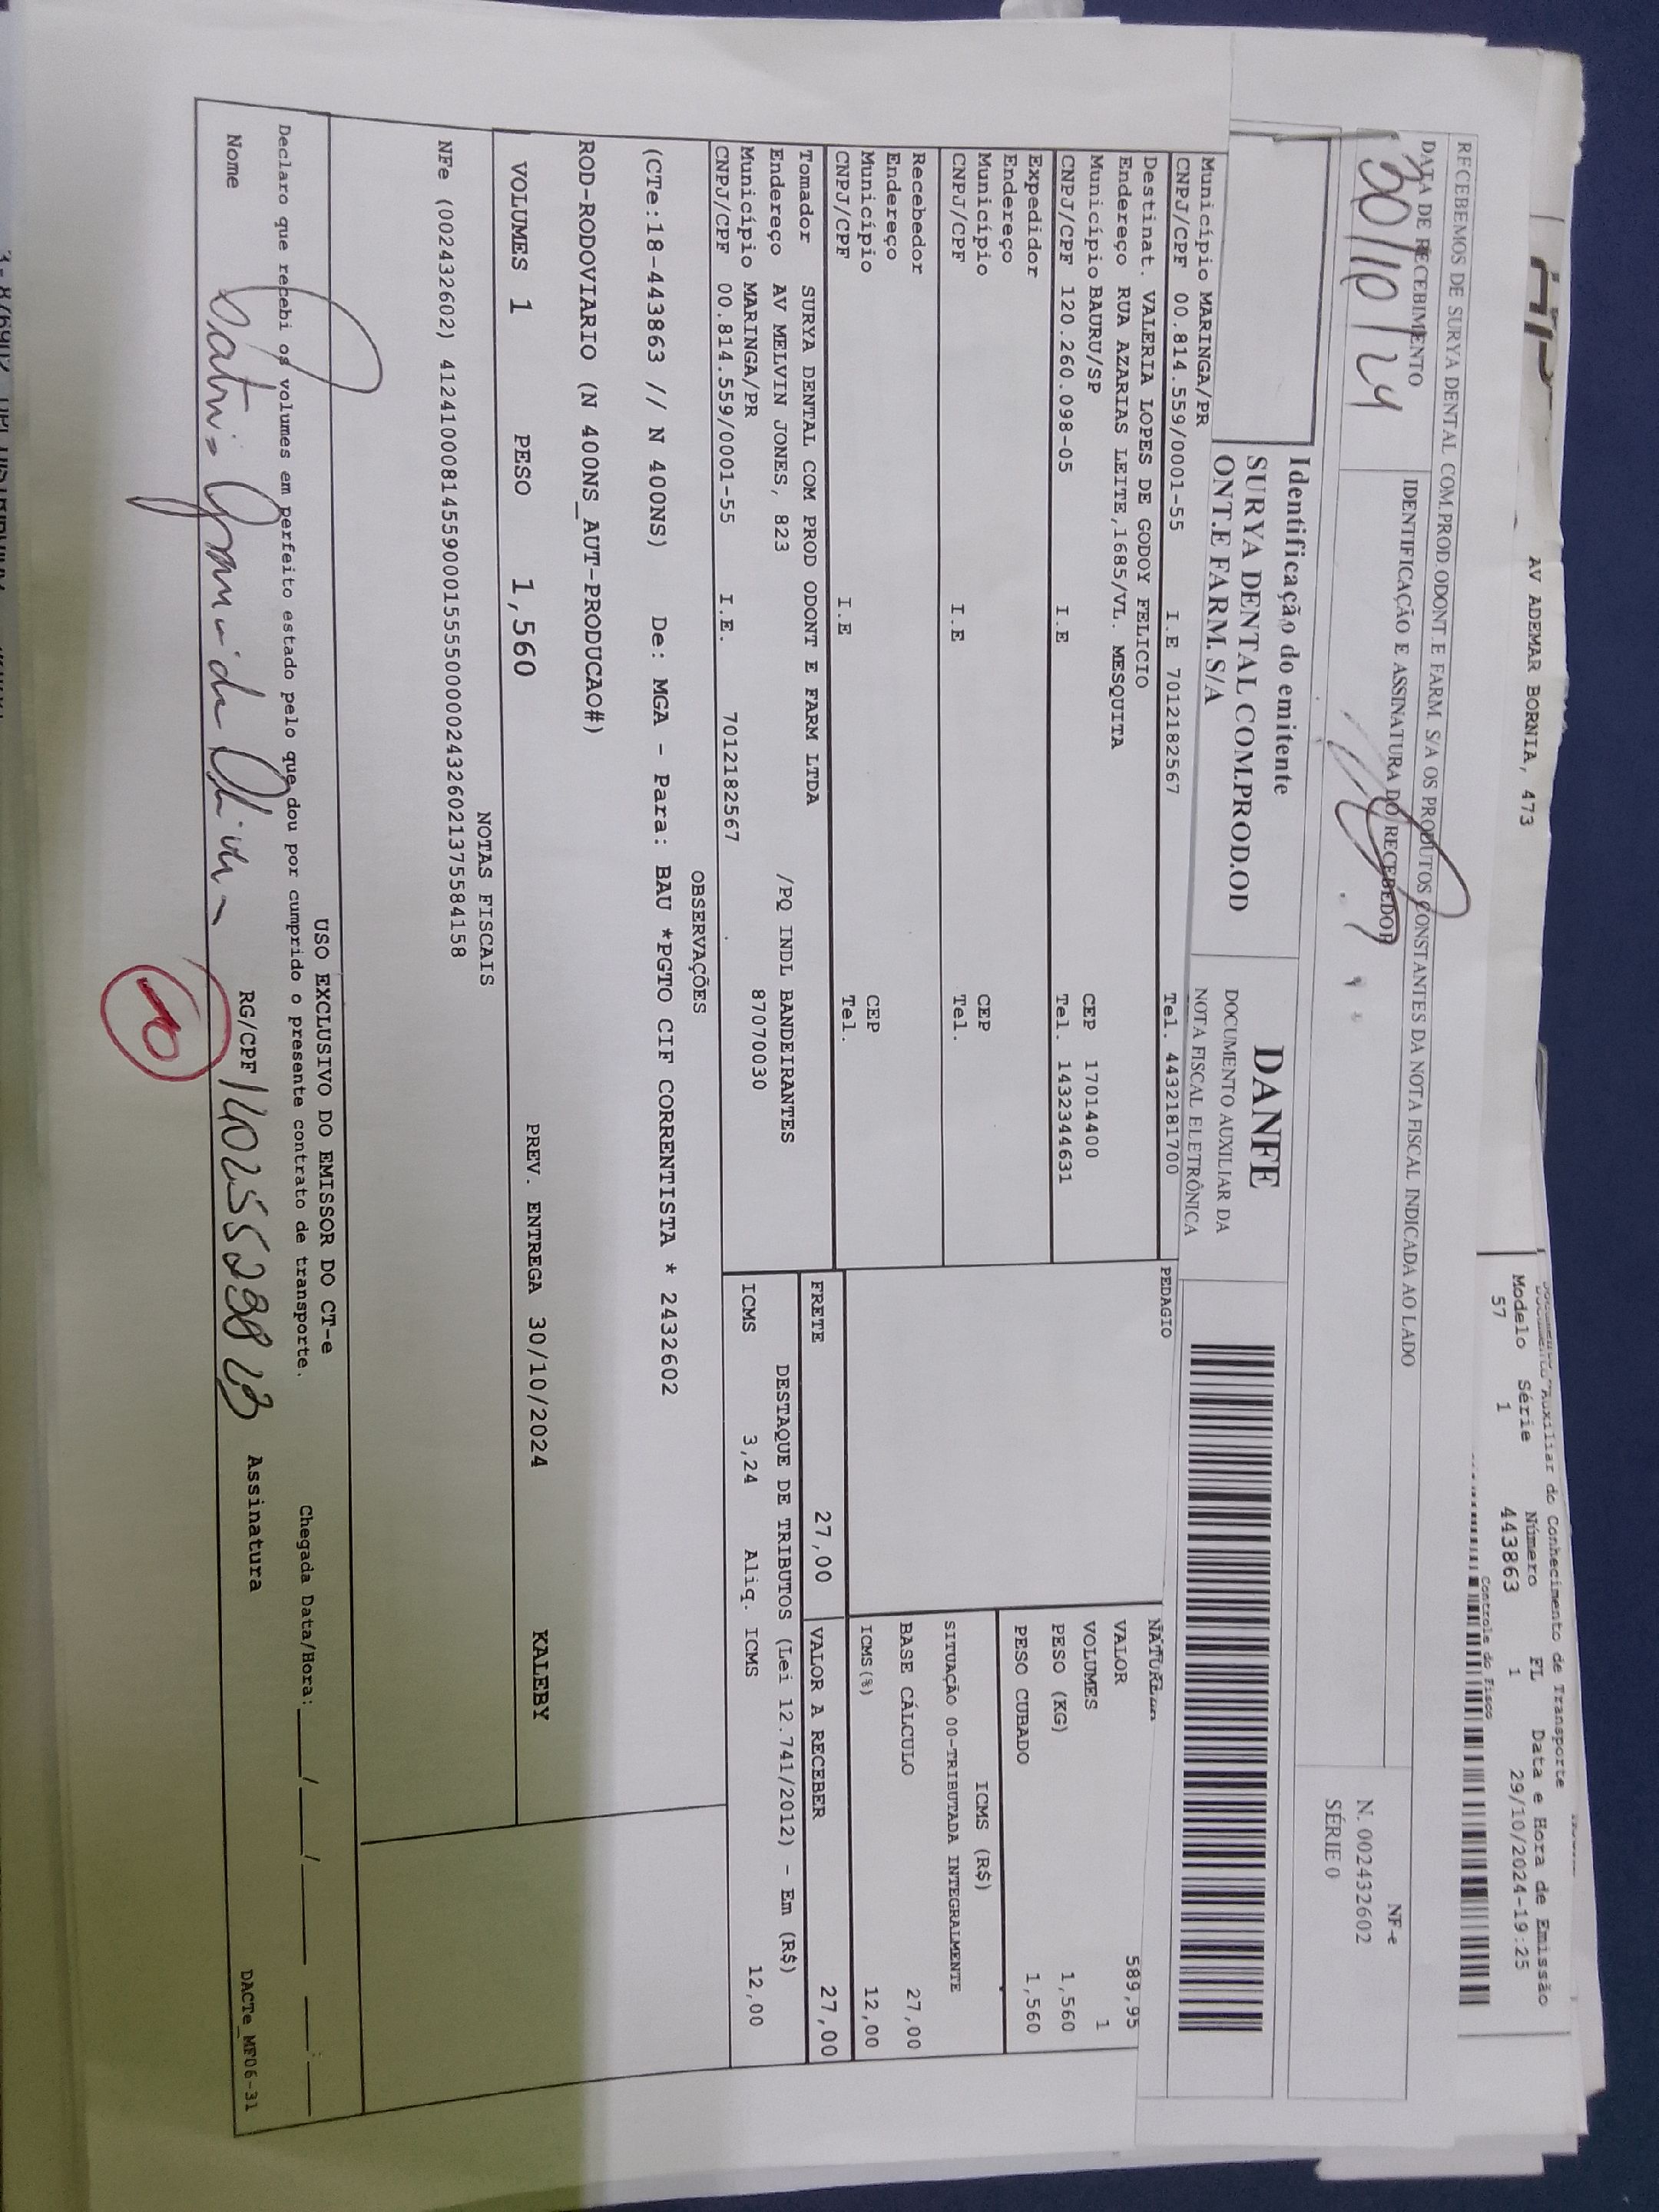 AV ADEMAR BORNIA, 473
Documento Auxiliar do Conhecimento de Transporte
Modelo Série Número FL Data e Hora de Emissão
57 1 443863 1 29/10/2024-19:25
Controle do Fisco
RECEBEMOS DE SURYA DENTAL COM.PROD.ODONT.E FARM. S/A OS PRODUTOS CONSTANTES DA NOTA FISCAL INDICADA AO LADO
DATA DE RECEBIMENTO
30/10/24
IDENTIFICAÇÃO E ASSINATURA DO RECEBEDOR
NF-e
N. 002432602
SÉRIE 0
Identificação do emitente
SURYA DENTAL COM.PROD.OD
ONT.E FARM. S/A
DANFE
DOCUMENTO AUXILIAR DA
NOTA FISCAL ELETRÔNICA
Município MARINGA/PR
CNPJ/CPF 00.814.559/0001-55 I.E 7012182567 Tel. 443218​1700
Destinat. VALERIA LOPES DE GODOY FELICIO
Endereço RUA AZARIAS LEITE,1685/VL. MESQUITA
Município BAURU/SP CEP 17014400
CNPJ/CPF 120.260.098-05 I.E Tel. 1432344631
Expedidor
Endereço
Município CEP
CNPJ/CPF I.E Tel.
Recebedor
Endereço
Município CEP
CNPJ/CPF I.E Tel.
Tomador SURYA DENTAL COM PROD ODONT E FARM LTDA
Endereço AV MELVIN JONES, 823 /PQ INDL BANDEIRANTES
Município MARINGA/PR 87070030
CNPJ/CPF 00.814.559/0001-55 I.E. 7012182567
PEDAGIO
VALOR 589,95
VOLUMES 1
PESO (KG) 1,560
PESO CUBADO 1,560
ICMS (R$)
SITUAÇÃO 00-TRIBUTADA INTEGRALMENTE
BASE CÁLCULO 27,00
ICMS(%) 12,00
FRETE 27,00 VALOR A RECEBER 27,00
DESTAQUE DE TRIBUTOS (Lei 12.741/2012) - Em (R$)
ICMS 3,24 Aliq. ICMS 12,00
OBSERVAÇÕES
(CTe:18-443863 // N 400NS) De: MGA - Para: BAU *PGTO CIF CORRENTISTA * 2432602
ROD-RODOVIARIO (N 400NS_AUT-PRODUCAO#)
VOLUMES 1 PESO 1,560 PREV. ENTREGA 30/10/2024 KALEBY
NOTAS FISCAIS
NFe (002432602) 41241000814559000155550000024326021375584158
USO EXCLUSIVO DO EMISSOR DO CT-e
Declaro que recebi os volumes em perfeito estado pelo que dou por cumprido o presente contrato de transporte. Chegada Data/Hora: ___/___/_____ ___:___
Nome RG/CPF Assinatura DACTe_MF06-31
10